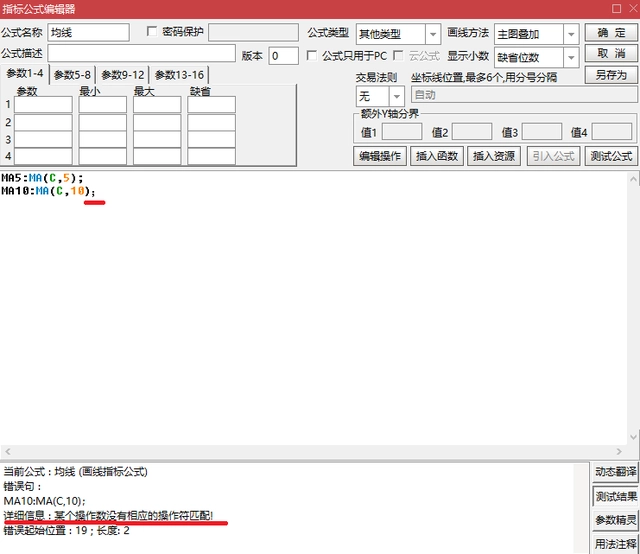 指标公式编辑器
公式名称 均线 密码保护 公式类型 其他类型 画线方法 主图叠加 确 定
公式描述 版本 0 公式只用于PC 云公式 显示小数 缺省位数 取 消
参数1-4 参数5-8 参数9-12 参数13-16 交易法则 坐标线位置,最多6个,用分号分隔 另存为
参数 最小 最大 缺省 无 自动
1 额外Y轴分界
2 值1 值2 值3 值4
3
4 编辑操作 插入函数 插入资源 引入公式 测试公式
MA5:MA(C,5);
MA10:MA(C,10)；
当前公式：均线 (画线指标公式) 动态翻译
错误句：
MA10:MA(C,10)； 测试结果
详细信息：某个操作数没有相应的操作符匹配! 参数精灵
错误起始位置：19；长度: 2
用法注释